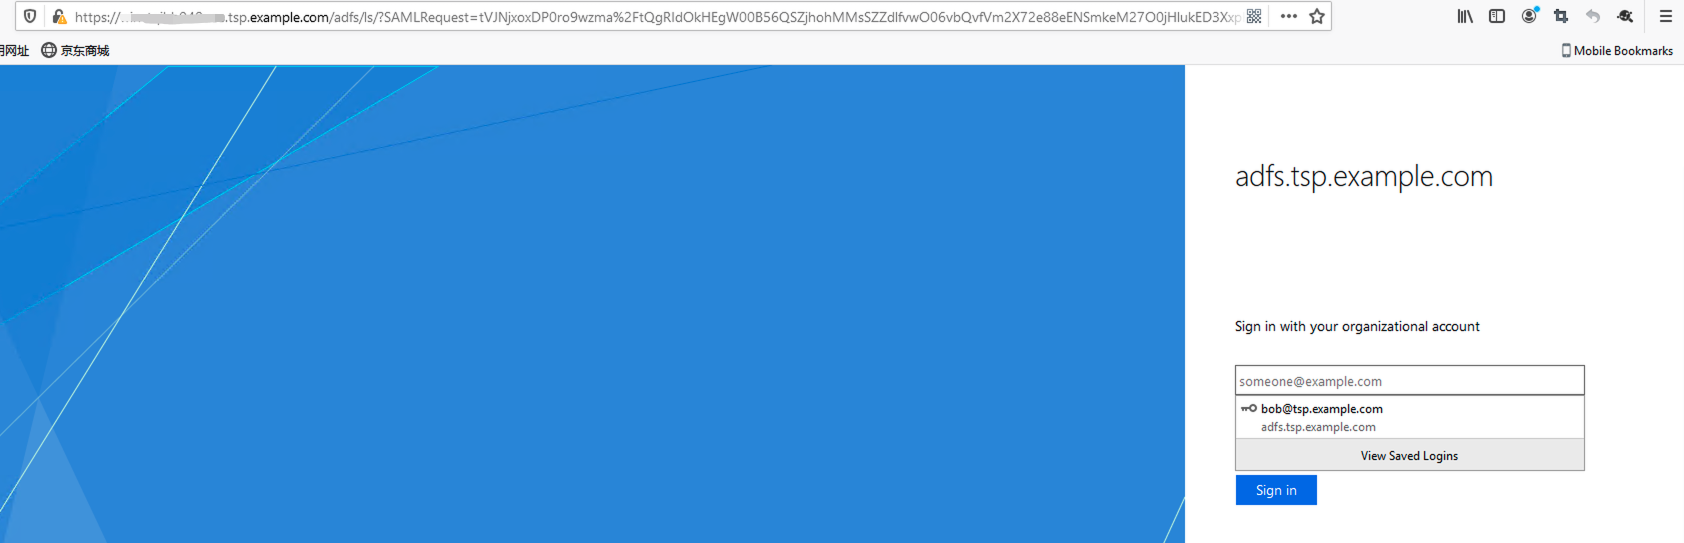 https://
.tsp.example.com/adfs/ls/?SAMLRequest=tVJNjxoxDP0ro9wzma%2FtQgRIdOkHEgW00B56QSZjhohMMsSZZdlfvwO06vbQvfVm2X72e88eENSmkeM27O0jHlukED3Xxp
用网址
京东商城
Mobile Bookmarks
adfs.tsp.example.com
Sign in with your organizational account
someone@example.com
bob@tsp.example.com
adfs.tsp.example.com
View Saved Logins
Sign in